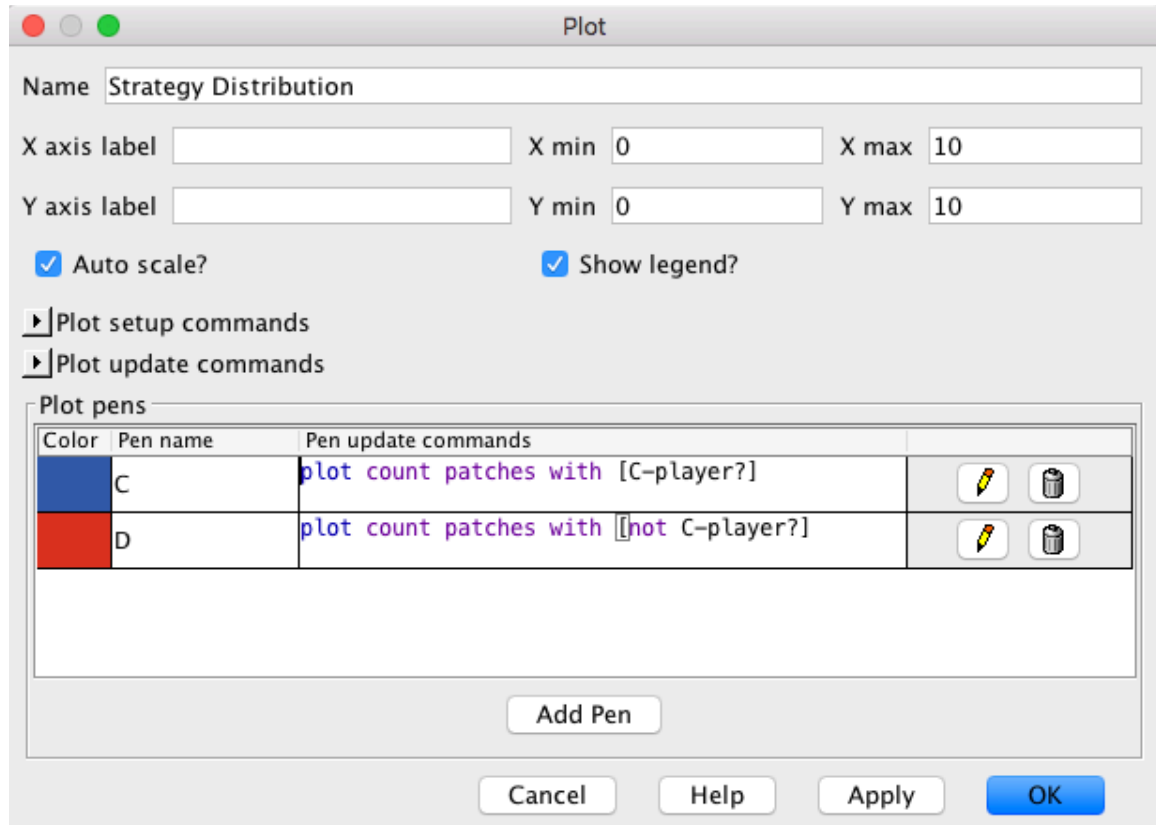 Plot
Name Strategy Distribution
X axis label X min 0 X max 10
Y axis label Y min 0 Y max 10
Auto scale? Show legend?
Plot setup commands
Plot update commands
Plot pens
Color Pen name Pen update commands
C plot count patches with [C-player?]
D plot count patches with [not C-player?]
Add Pen
Cancel Help Apply OK